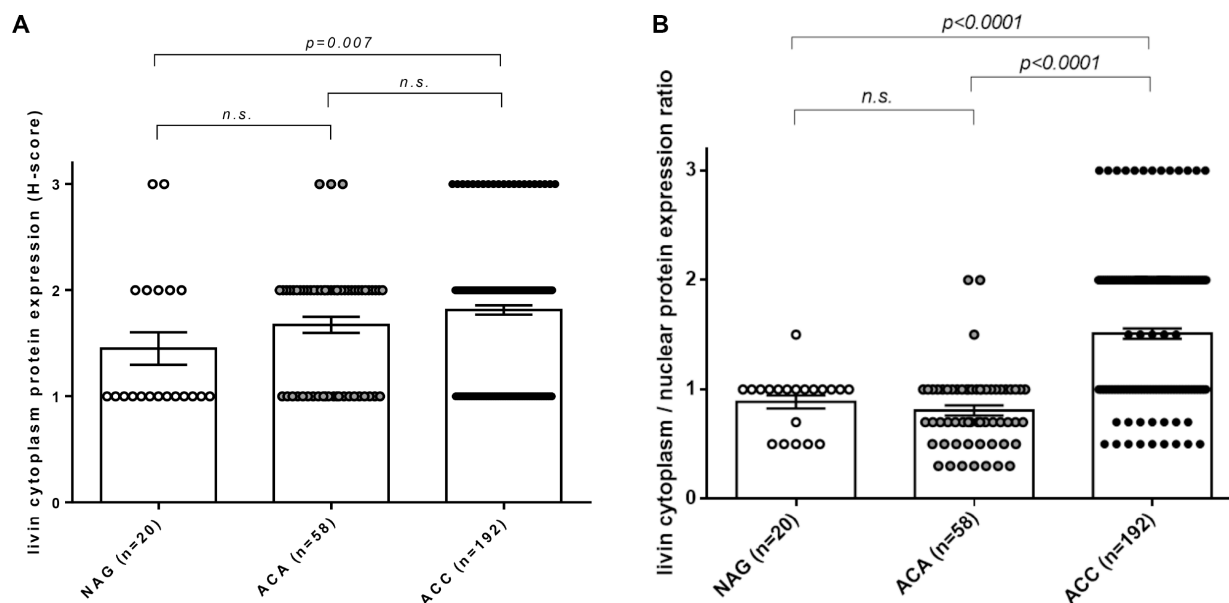 A
p=0.007
n.s.
n.s.
livin cytoplasm protein expression (H-score)
3
2
1
0
NAG (n=20)
ACA (n=58)
ACC (n=192)
B
p<0.0001
p<0.0001
n.s.
livin cytoplasm / nuclear protein expression ratio
3
2
1
0
NAG (n=20)
ACA (n=58)
ACC (n=192)